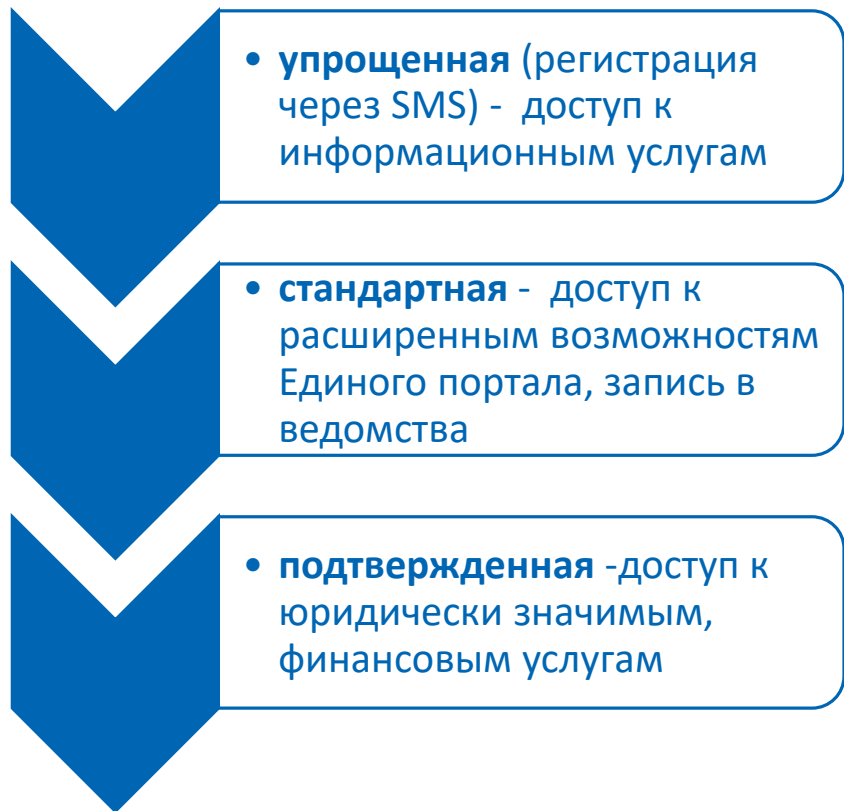 • упрощенная (регистрация
через SMS) - доступ к
информационным услугам
• стандартная - доступ к
расширенным возможностям
Единого портала, запись в
ведомства
• подтвержденная -доступ к
юридически значимым,
финансовым услугам